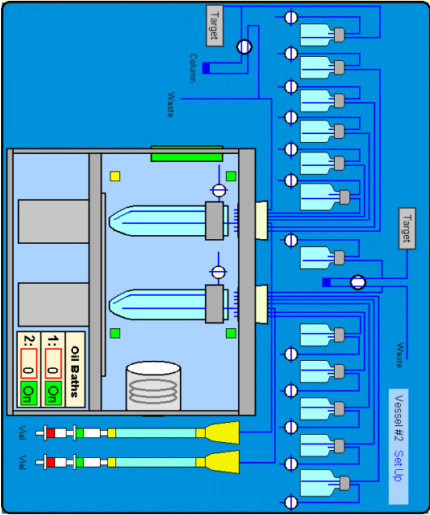 Target
Column
Waste
Target
Waste
Vessel #2 Set Up
Oil Baths
1: 0 On
2: 0 On
Vial
Vial